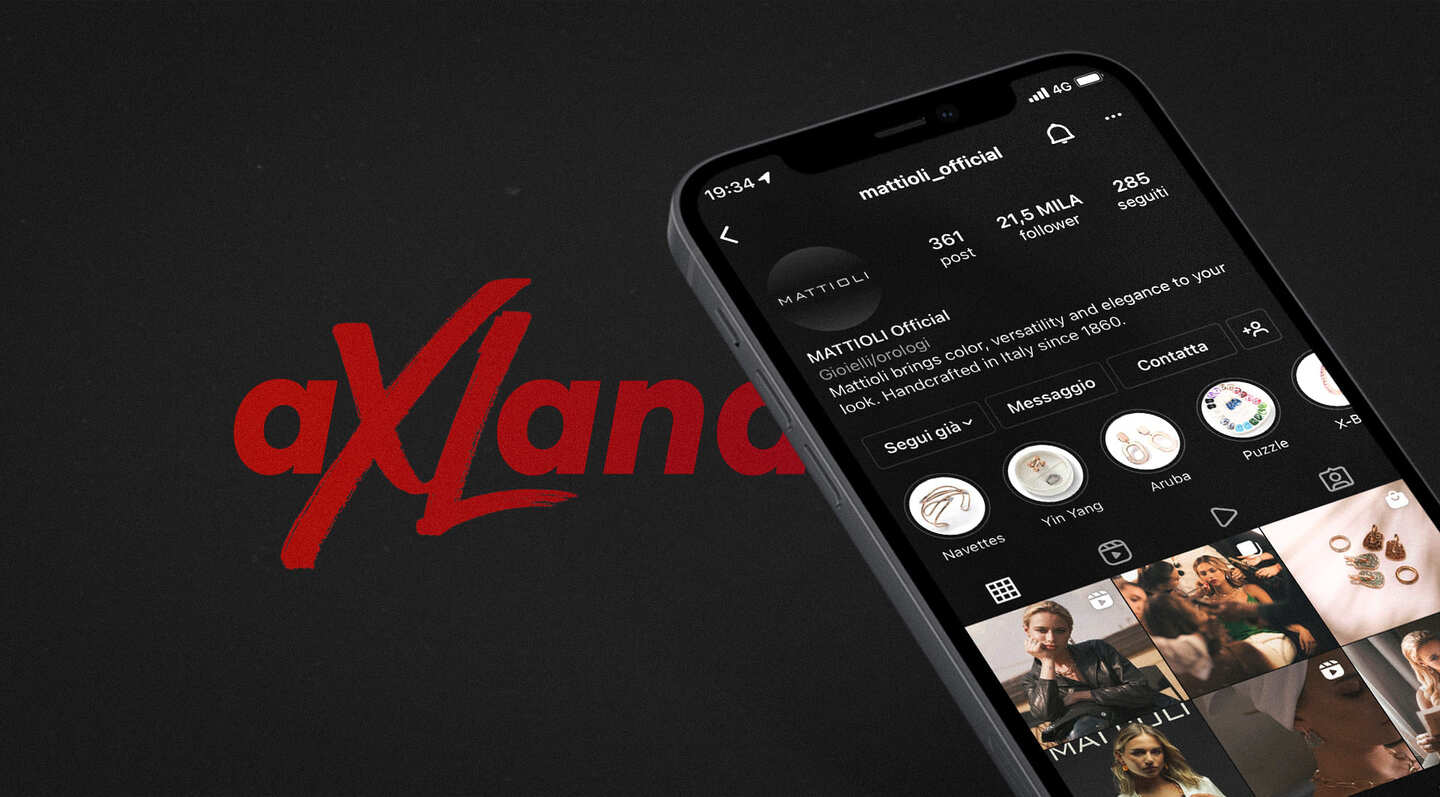 aXLand
19:34
4G
mattioli_official
361
post
21,5 MILA
follower
285
seguiti
MATTIOLI
MATTIOLI Official
Gioielli/orologi
Mattioli brings color, versatility and elegance to your
look. Handcrafted in Italy since 1860.
Segui già
Messaggio
Contatta
Navettes
Yin Yang
Aruba
Puzzle
X-B